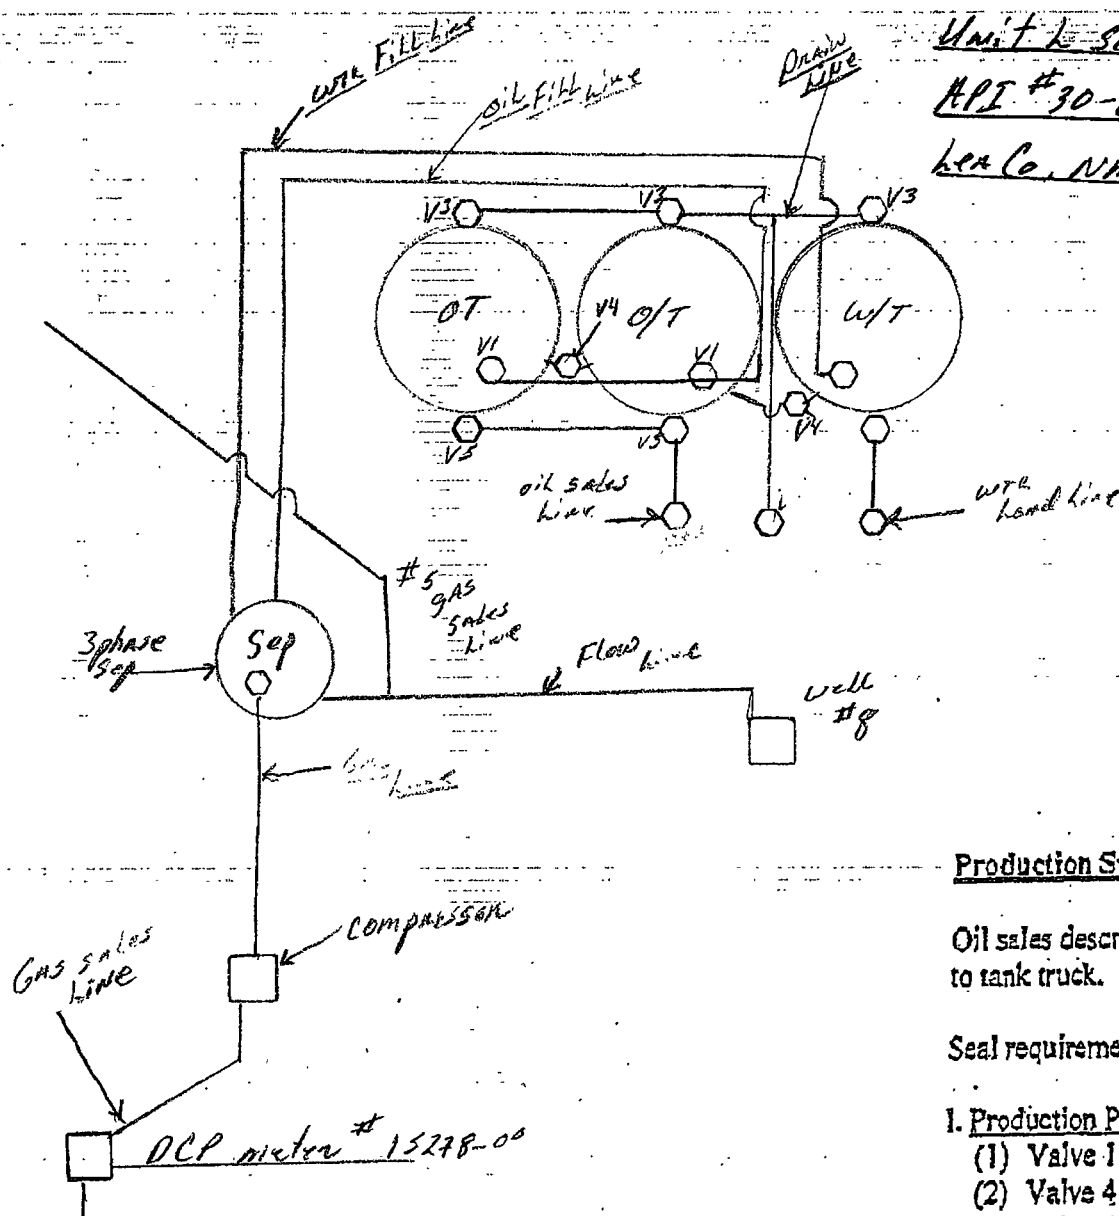 wtr Fill Line
Oil Fill Line
Drain
Line
Unit L
API #30-
Lea Co, NM
V3
V3
V3
OT
V4
O/T
W/T
V1
V1
V4
V5
V5
oil sales
Line
wtr
Load Line
#5
gas
sales
Line
3phase
Sep
Sep
Flow Line
well
#8
Gas
Line
compressor
Gas sales
Line
DCP meter # 15278-00
Production S
Oil sales descr
to tank truck.
Seal requireme
I. Production P
(1) Valve 1
(2) Valve 4